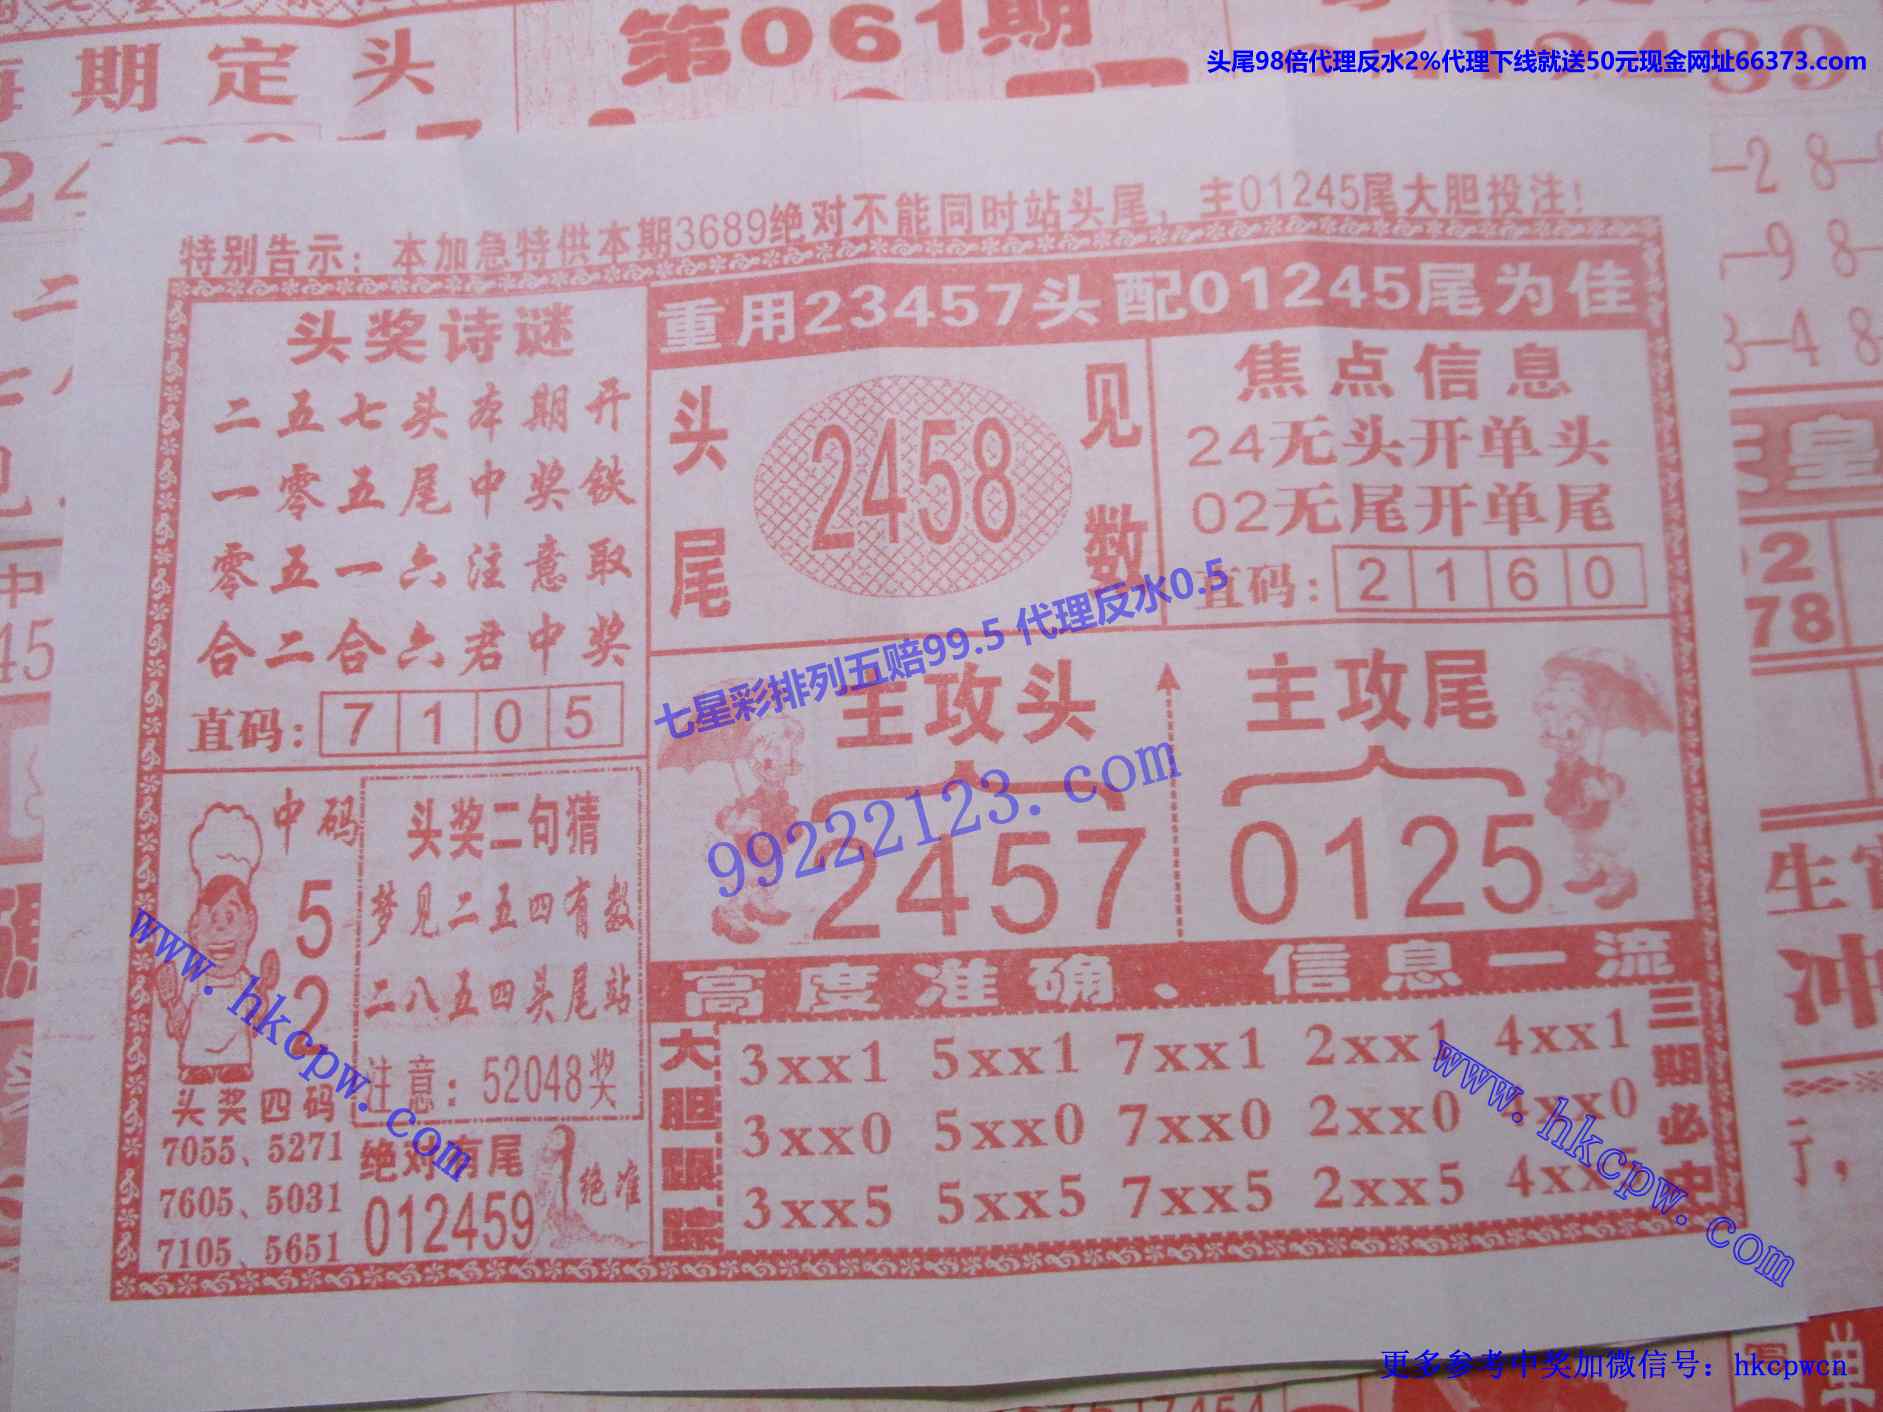 每期定头
第061期
头尾98倍代理反水2%代理下线就送50元现金网址66373.com
特别告示：本加急特供本期3689绝对不能同时站头尾，主01245尾大胆投注！
重用23457头配01245尾为佳
头奖诗谜
二五七头本期开
一零五尾中奖铁
零五一六注意取
合二合六君中奖
直码：7105
头尾
2458
见数
焦点信息
24无头开单头
02无尾开单尾
直码：2160
七星彩排列五赔99.5 代理反水0.5
99222123.com
主攻头
2457
主攻尾
0125
中码
5
2
头奖四码
7055、5271
7605、5031
7105、5651
头奖二句猜
梦见二五四有数
二八五四头尾站
注意：52048奖
绝对有尾
012459
绝准
高度准确、信息一流
大胆跟踪
3xx1 5xx1 7xx1 2xx1 4xx1
3xx0 5xx0 7xx0 2xx0 4xx0
3xx5 5xx5 7xx5 2xx5 4xx5
三期必中
www.hkcpw.com
www.hkcpw.com
更多参考中奖加微信号：hkcpwcn